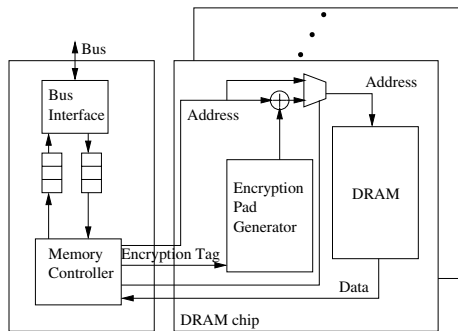 Bus
Bus
Interface
Address
Address
Encryption
Pad
Generator
DRAM
Memory
Controller
Encryption Tag
Data
DRAM chip